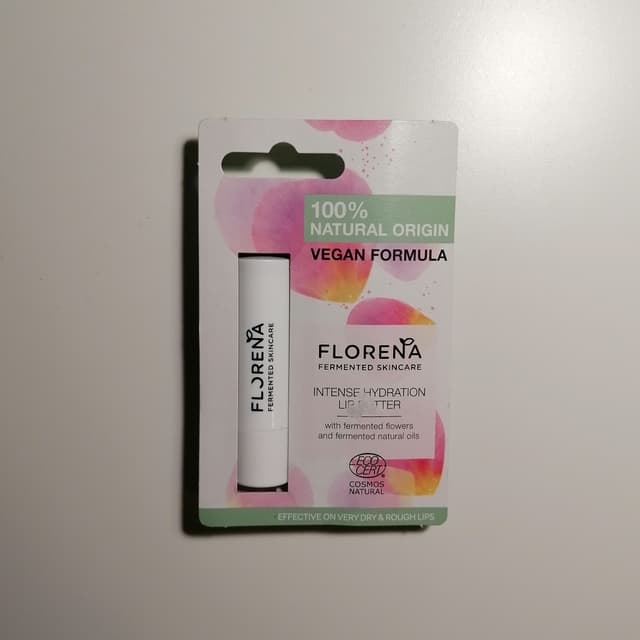 100%
NATURAL ORIGIN
VEGAN FORMULA
FLORENA
FERMENTED SKINCARE
FLORENA
FERMENTED SKINCARE
INTENSE HYDRATION
LIP
with fermented flowers
and fermented natural oils
ECO
CERT
COSMOS
NATURAL
EFFECTIVE ON VERY DRY & ROUGH LIPS